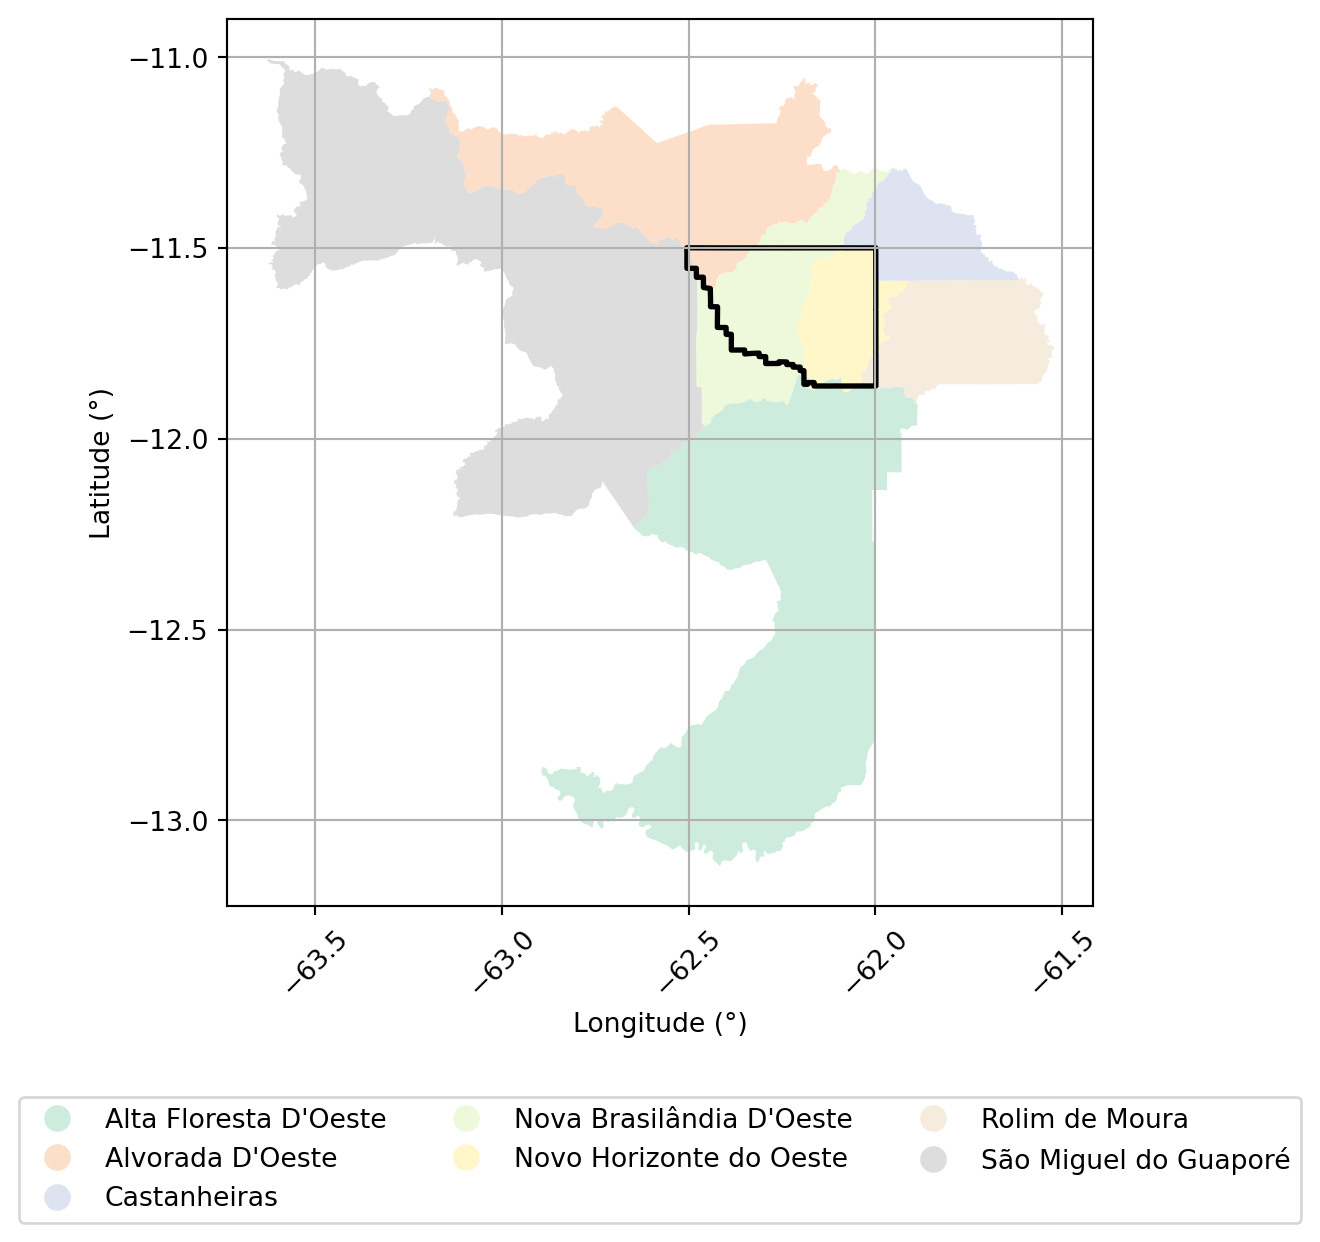 −11.0
−11.5
−12.0
−12.5
−13.0
Latitude (°)
−63.5
−63.0
−62.5
−62.0
−61.5
Longitude (°)
Alta Floresta D'Oeste
Alvorada D'Oeste
Castanheiras
Nova Brasilândia D'Oeste
Novo Horizonte do Oeste
Rolim de Moura
São Miguel do Guaporé